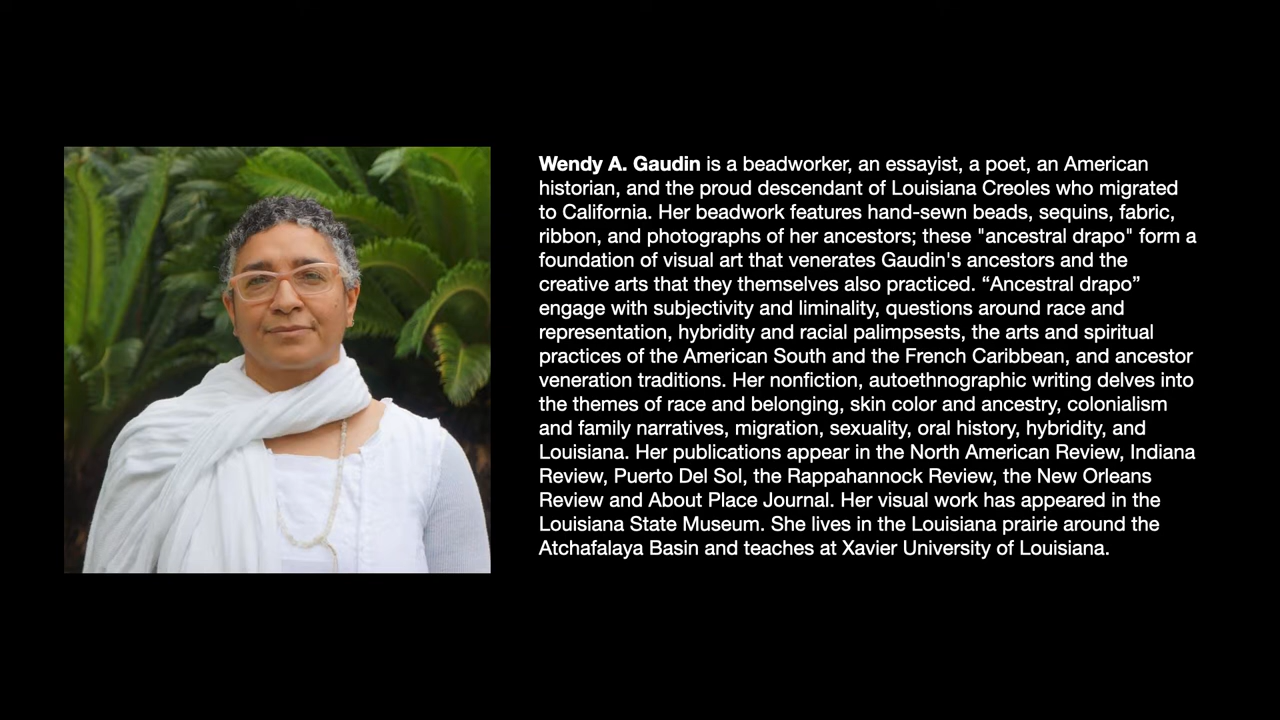 Wendy A. Gaudin is a beadworker, an essayist, a poet, an American
historian, and the proud descendant of Louisiana Creoles who migrated
to California. Her beadwork features hand-sewn beads, sequins, fabric,
ribbon, and photographs of her ancestors; these "ancestral drapo" form a
foundation of visual art that venerates Gaudin's ancestors and the
creative arts that they themselves also practiced. “Ancestral drapo”
engage with subjectivity and liminality, questions around race and
representation, hybridity and racial palimpsests, the arts and spiritual
practices of the American South and the French Caribbean, and ancestor
veneration traditions. Her nonfiction, autoethnographic writing delves into
the themes of race and belonging, skin color and ancestry, colonialism
and family narratives, migration, sexuality, oral history, hybridity, and
Louisiana. Her publications appear in the North American Review, Indiana
Review, Puerto Del Sol, the Rappahannock Review, the New Orleans
Review and About Place Journal. Her visual work has appeared in the
Louisiana State Museum. She lives in the Louisiana prairie around the
Atchafalaya Basin and teaches at Xavier University of Louisiana.